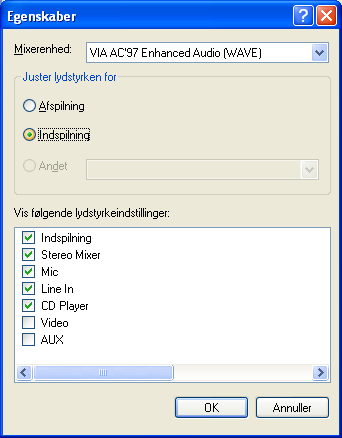 Egenskaber
Mixerenhed: VIA AC'97 Enhanced Audio (WAVE)
Juster lydstyrken for
Afspilning
Indspilning
Andet
Vis følgende lydstyrkeindstillinger:
Indspilning
Stereo Mixer
Mic
Line In
CD Player
Video
AUX
OK Annuller